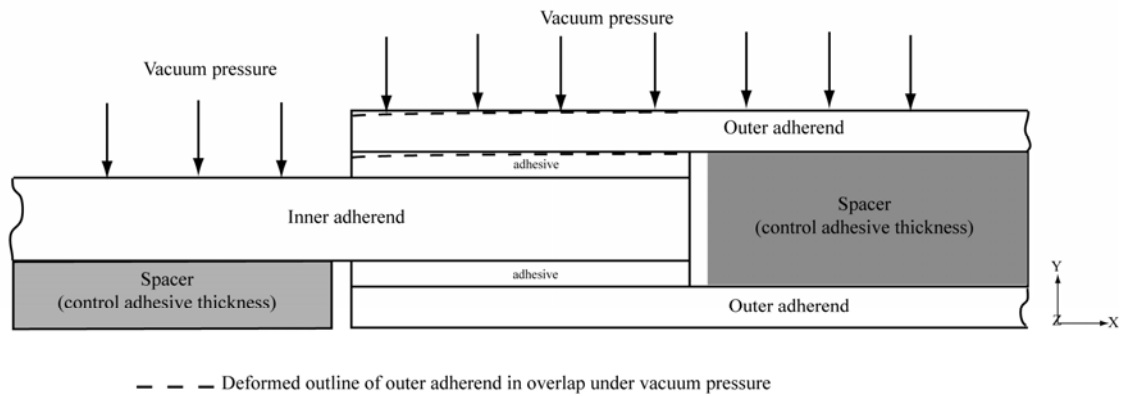 Vacuum pressure
Vacuum pressure
Outer adherend
adhesive
Inner adherend
Spacer
(control adhesive thickness)
Spacer
(control adhesive thickness)
adhesive
Outer adherend
Y
Z
X
Deformed outline of outer adherend in overlap under vacuum pressure